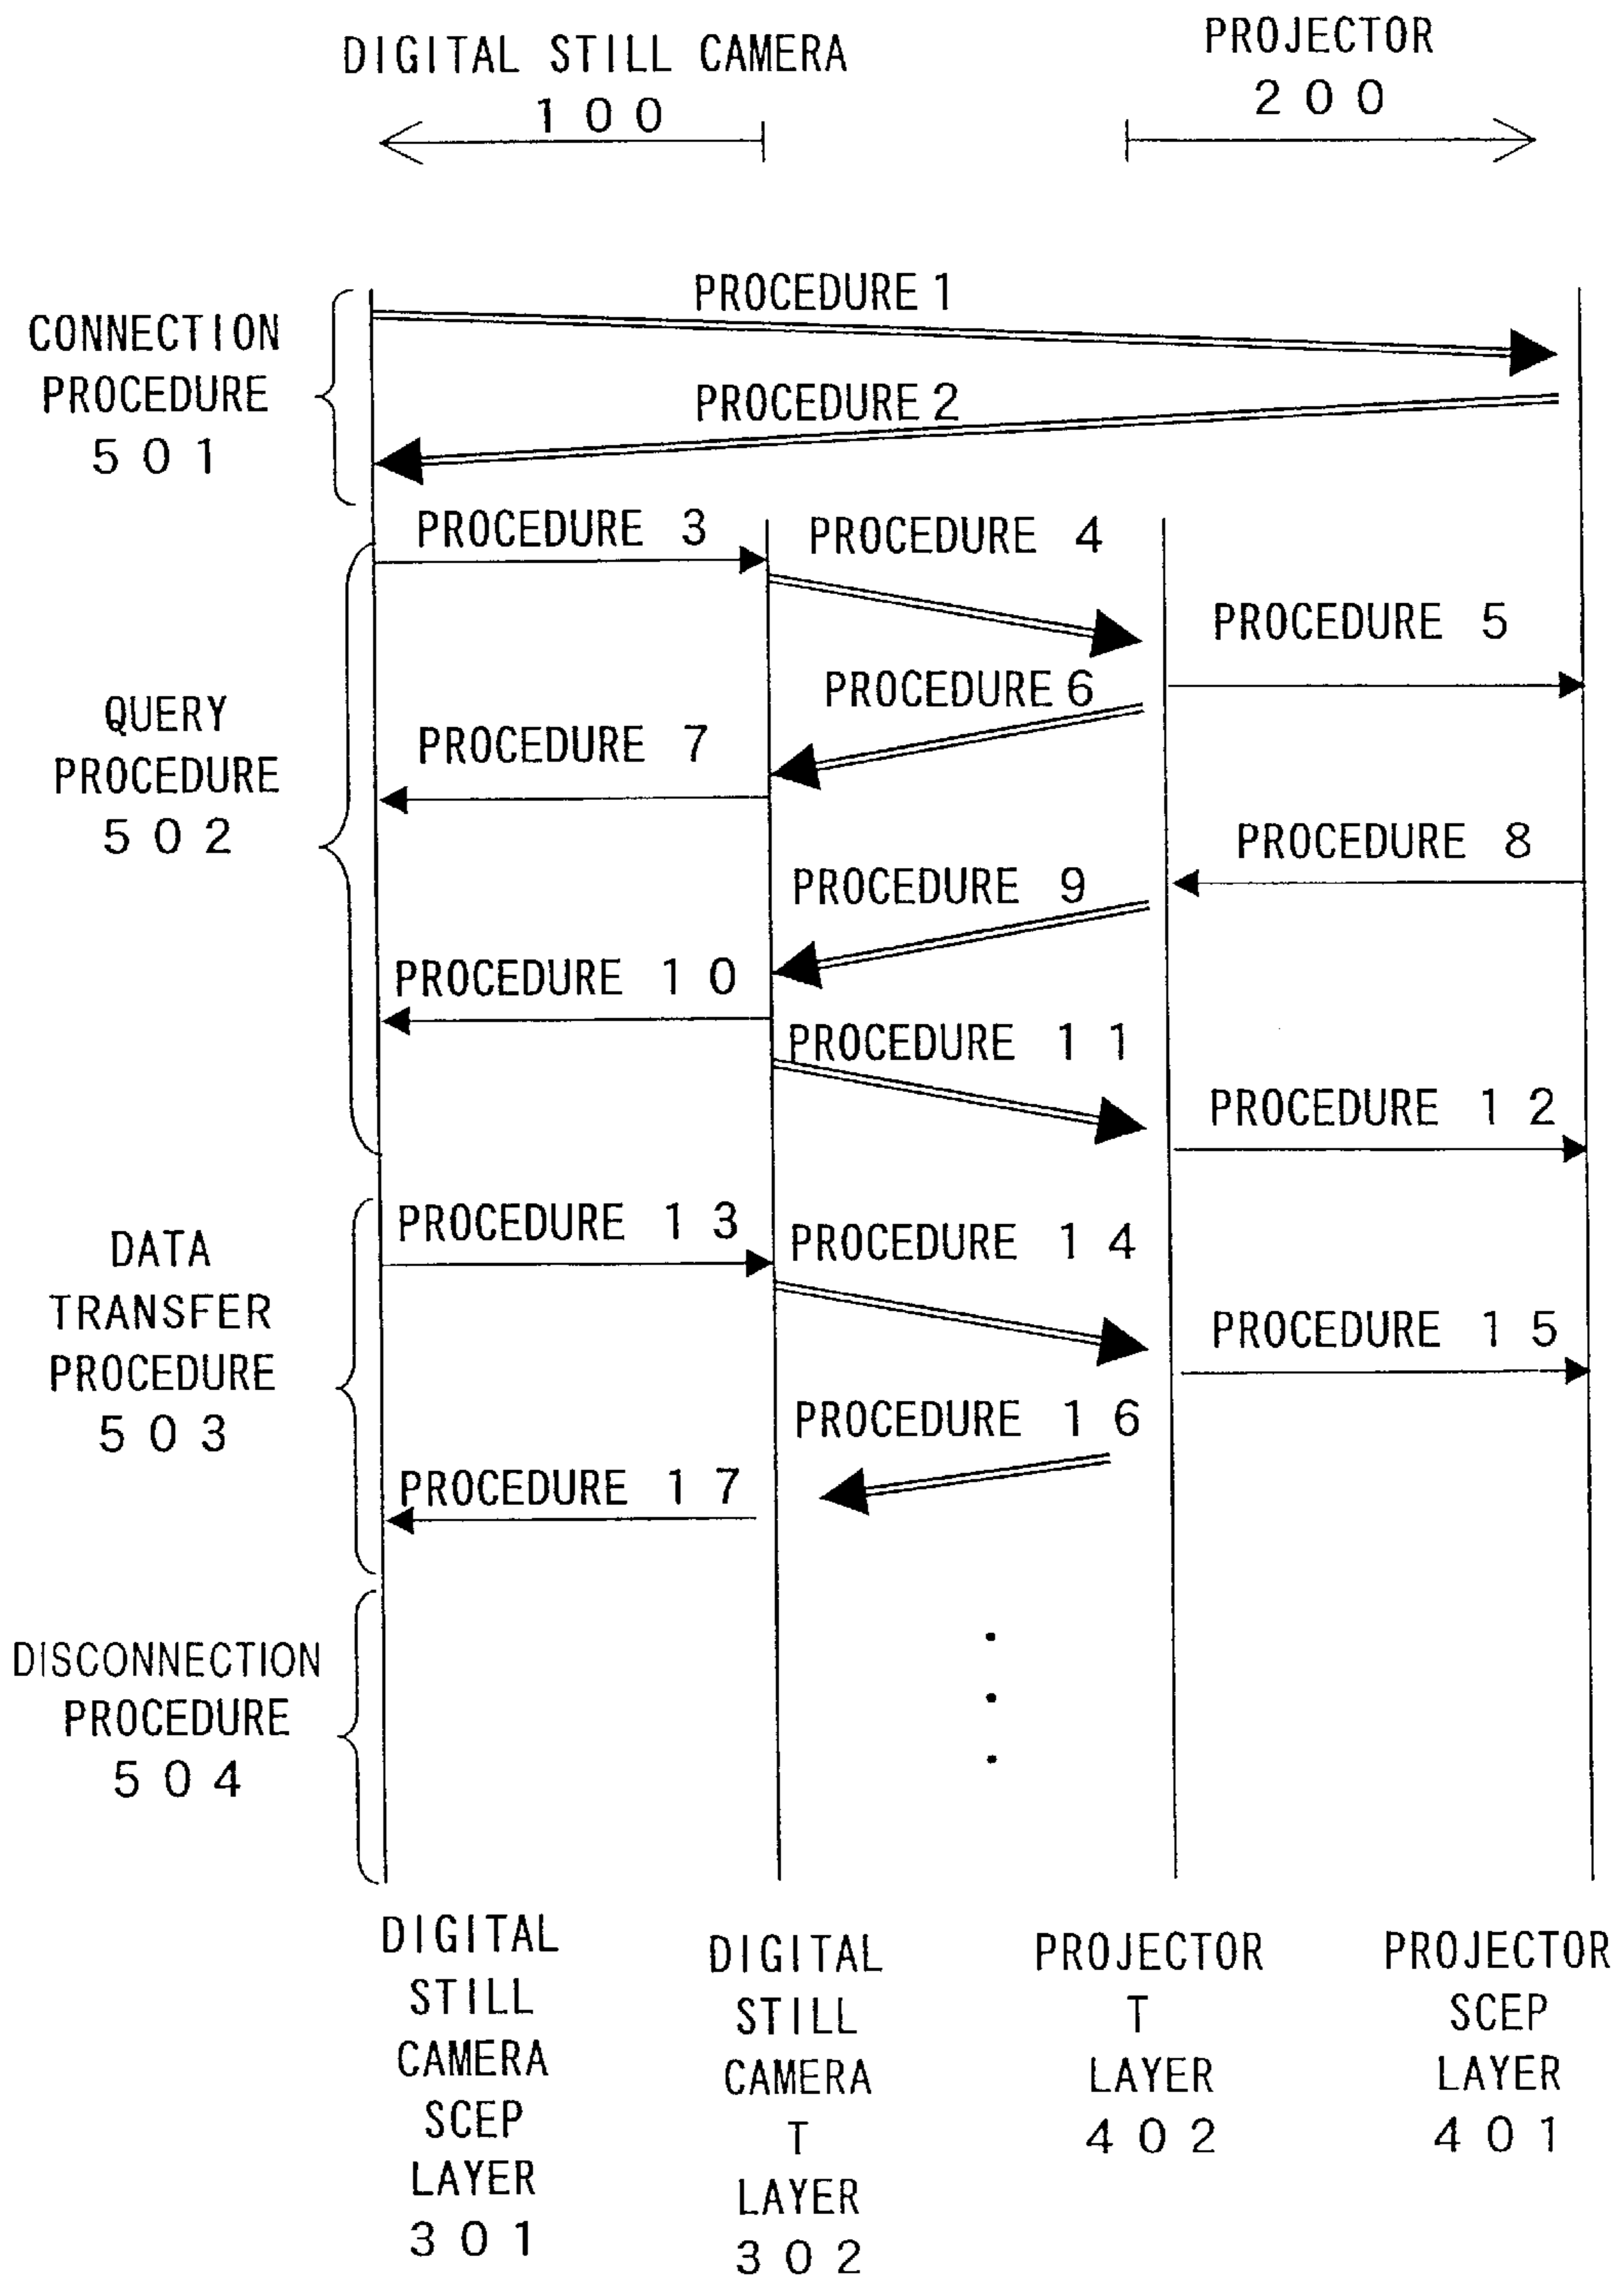 DIGITAL STILL CAMERA
100
PROJECTOR
200
CONNECTION
PROCEDURE
501
PROCEDURE 1
PROCEDURE 2
PROCEDURE 3
PROCEDURE 4
PROCEDURE 5
PROCEDURE 6
PROCEDURE 7
QUERY
PROCEDURE
502
PROCEDURE 8
PROCEDURE 9
PROCEDURE 10
PROCEDURE 11
PROCEDURE 12
DATA
TRANSFER
PROCEDURE
503
PROCEDURE 13
PROCEDURE 14
PROCEDURE 15
PROCEDURE 16
PROCEDURE 17
DISCONNECTION
PROCEDURE
504
DIGITAL
STILL
CAMERA
SCEP
LAYER
301
DIGITAL
STILL
CAMERA
T
LAYER
302
PROJECTOR
T
LAYER
402
PROJECTOR
SCEP
LAYER
401